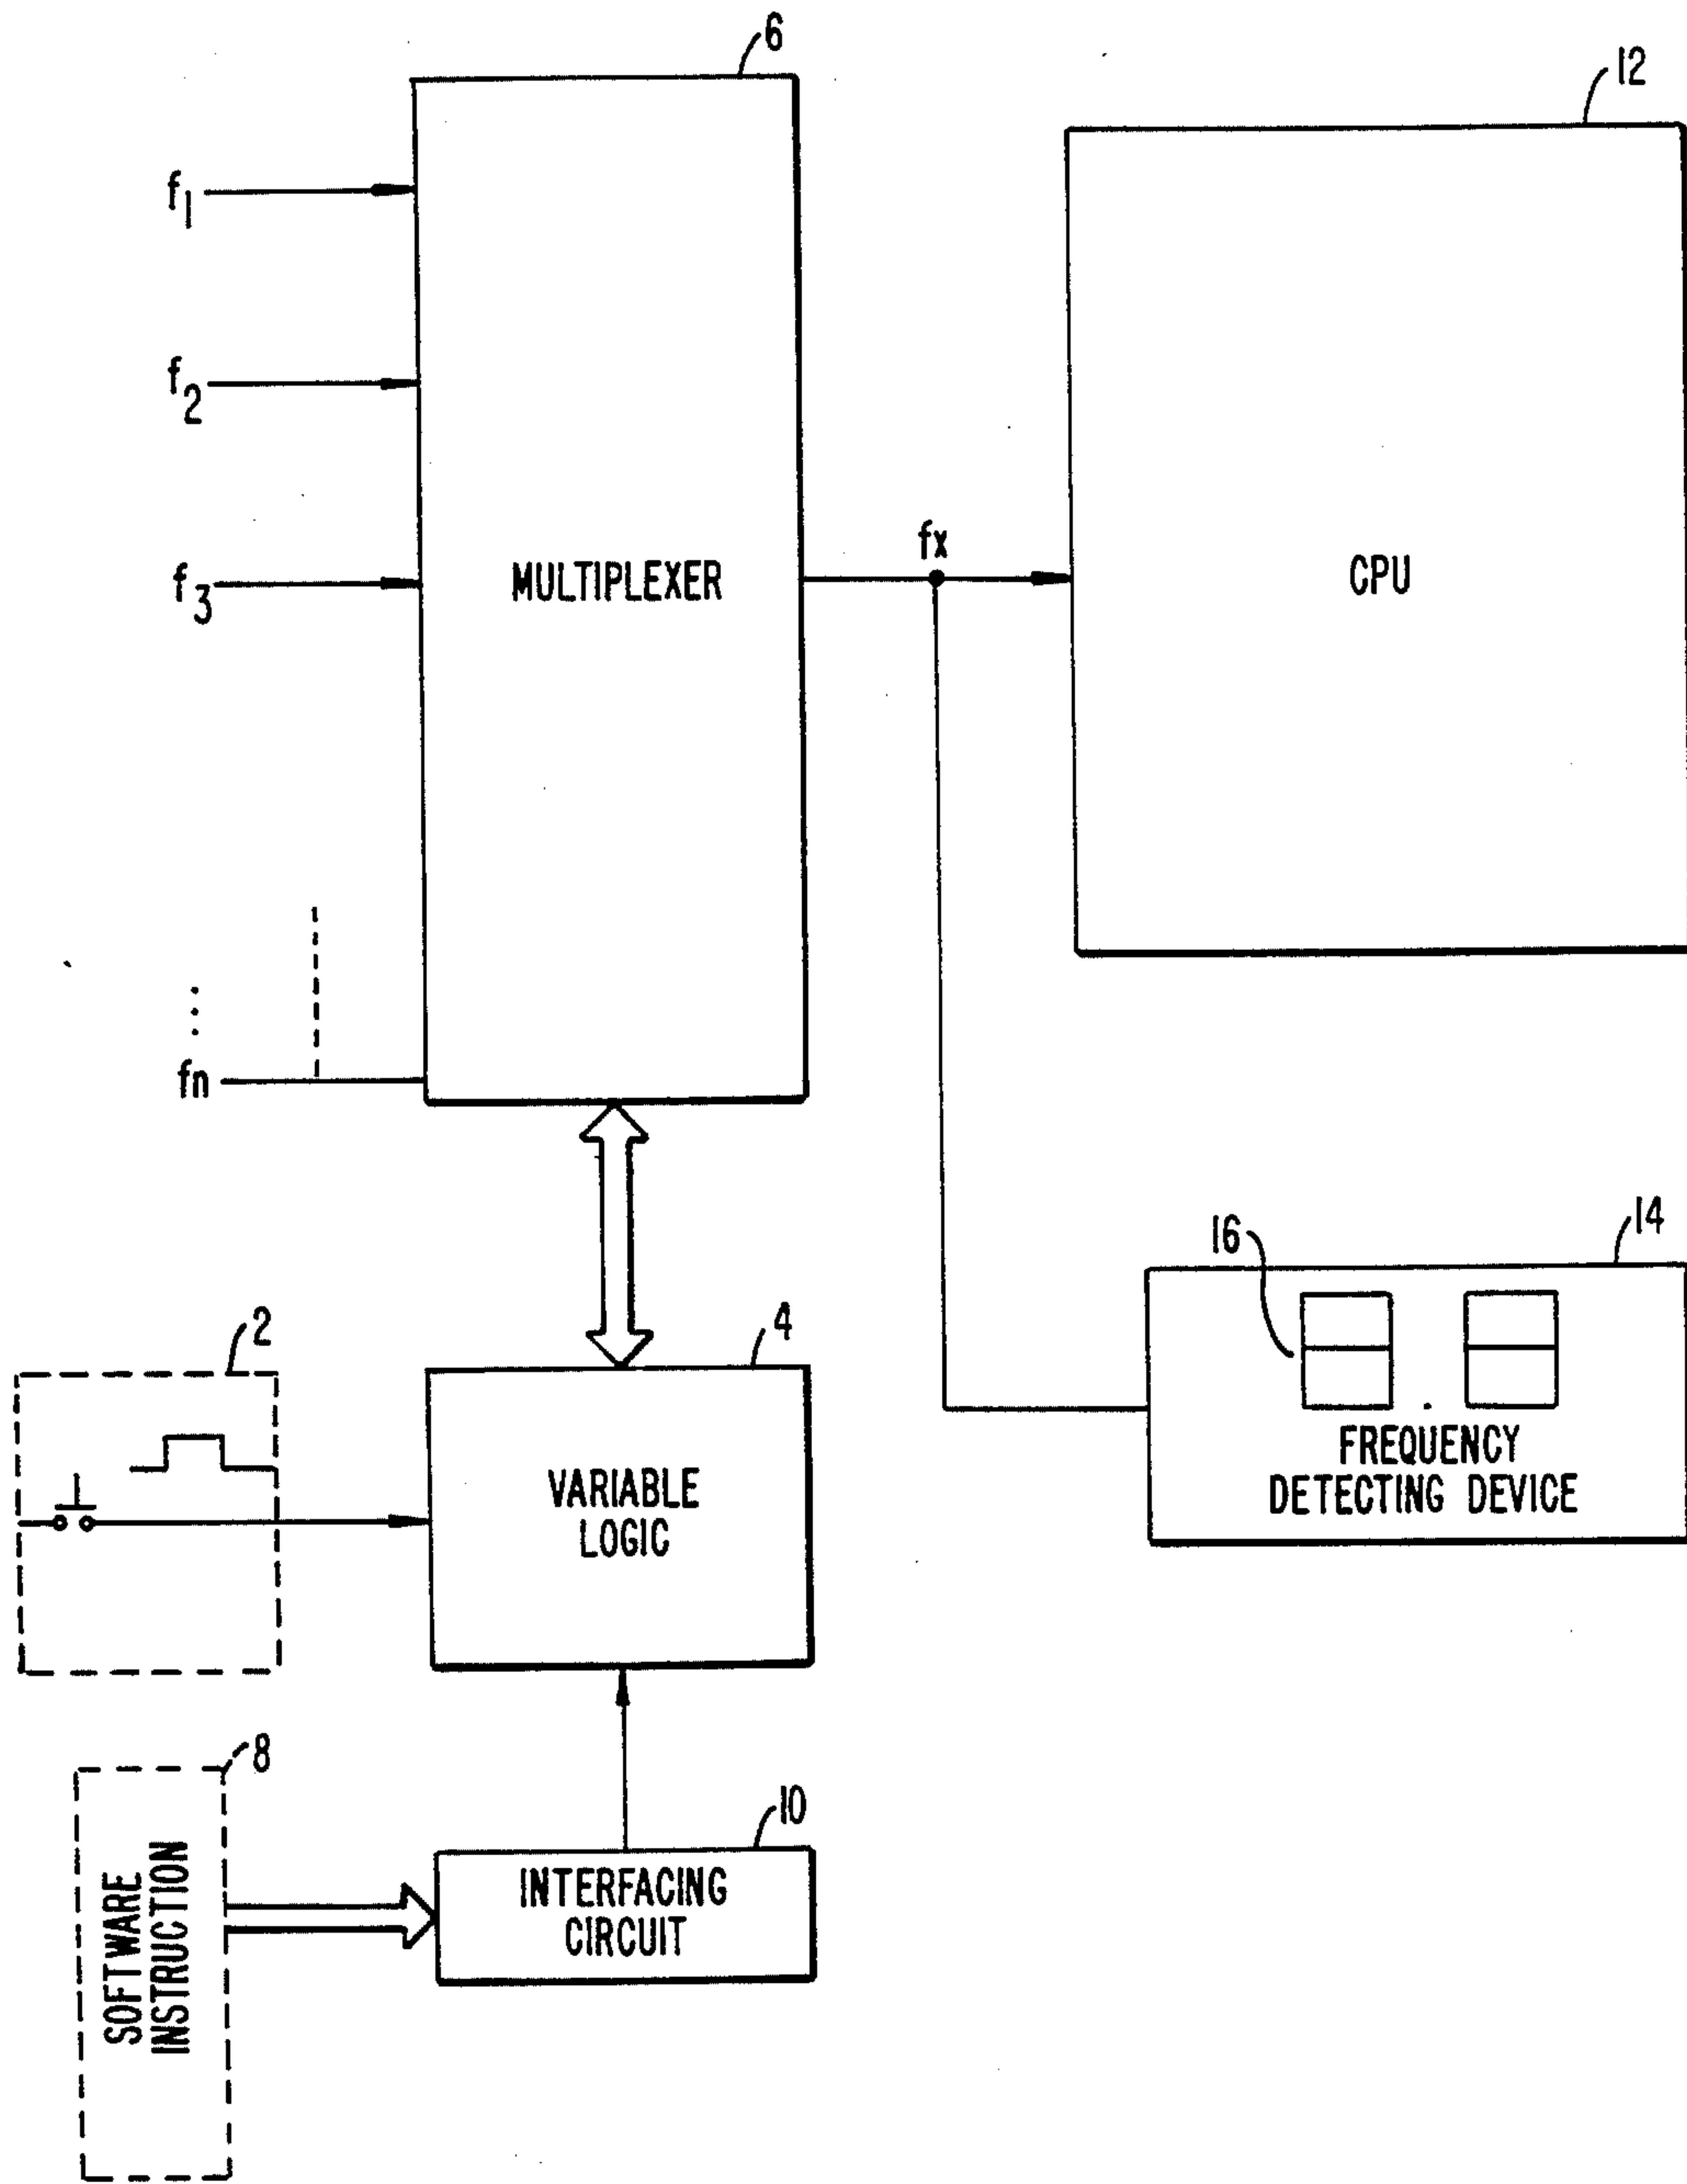 6
12
f1
f2
f3
MULTIPLEXER
fx
CPU
...
fn
14
16
2
4
FREQUENCY
DETECTING DEVICE
VARIABLE
LOGIC
8
10
SOFTWARE
INSTRUCTION
INTERFACING
CIRCUIT